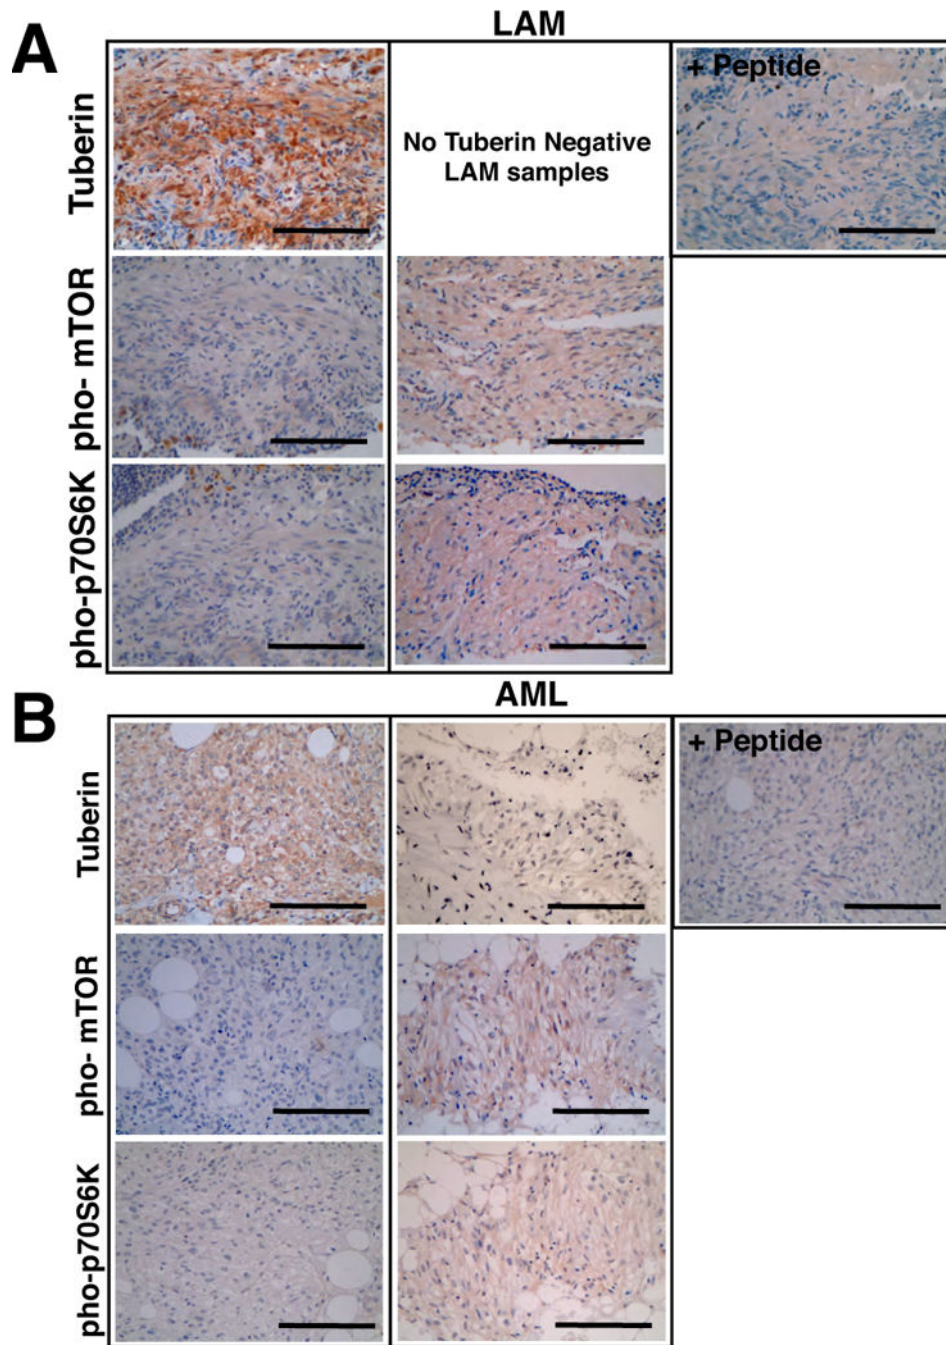 A
LAM
Tuberin
No Tuberin Negative
LAM samples
+ Peptide
pho- mTOR
pho-p70S6K
B
AML
Tuberin
+ Peptide
pho- mTOR
pho-p70S6K